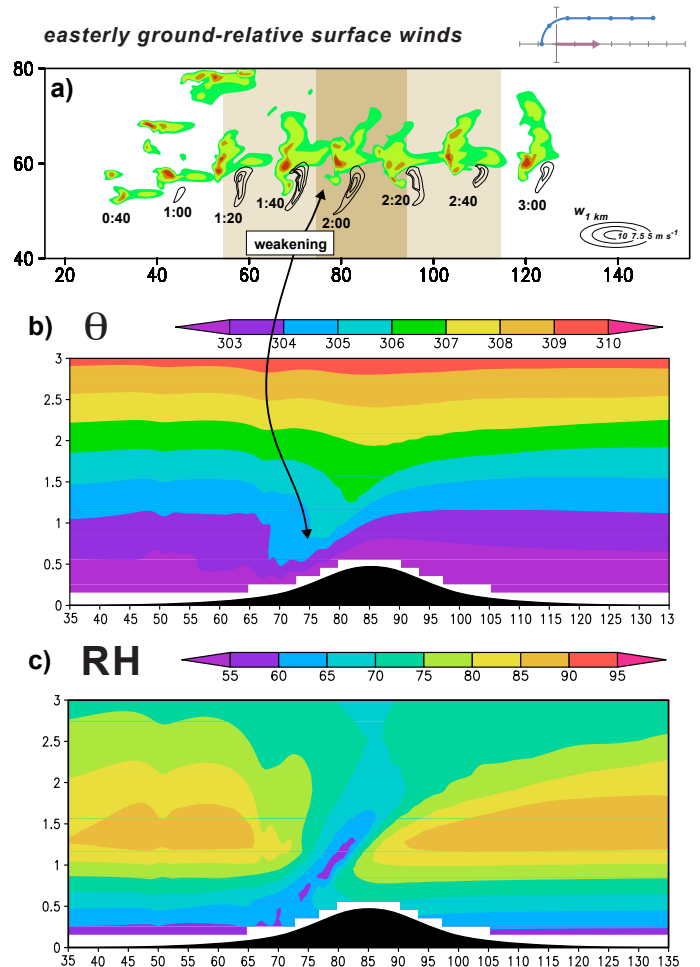 easterly ground-relative surface winds
a)
80
60
40
0:40
1:00
1:20
1:40
2:00
2:20
2:40
3:00
weakening
w1 km
10 7.5 5 m s-1
20 40 60 80 100 120 140
b) θ
303 304 305 306 307 308 309 310
3
2.5
2
1.5
1
0.5
0
35 40 45 50 55 60 65 70 75 80 85 90 95 100 105 110 115 120 125 130 13
c) RH
55 60 65 70 75 80 85 90 95
3
2.5
2
1.5
1
0.5
0
35 40 45 50 55 60 65 70 75 80 85 90 95 100 105 110 115 120 125 130 135